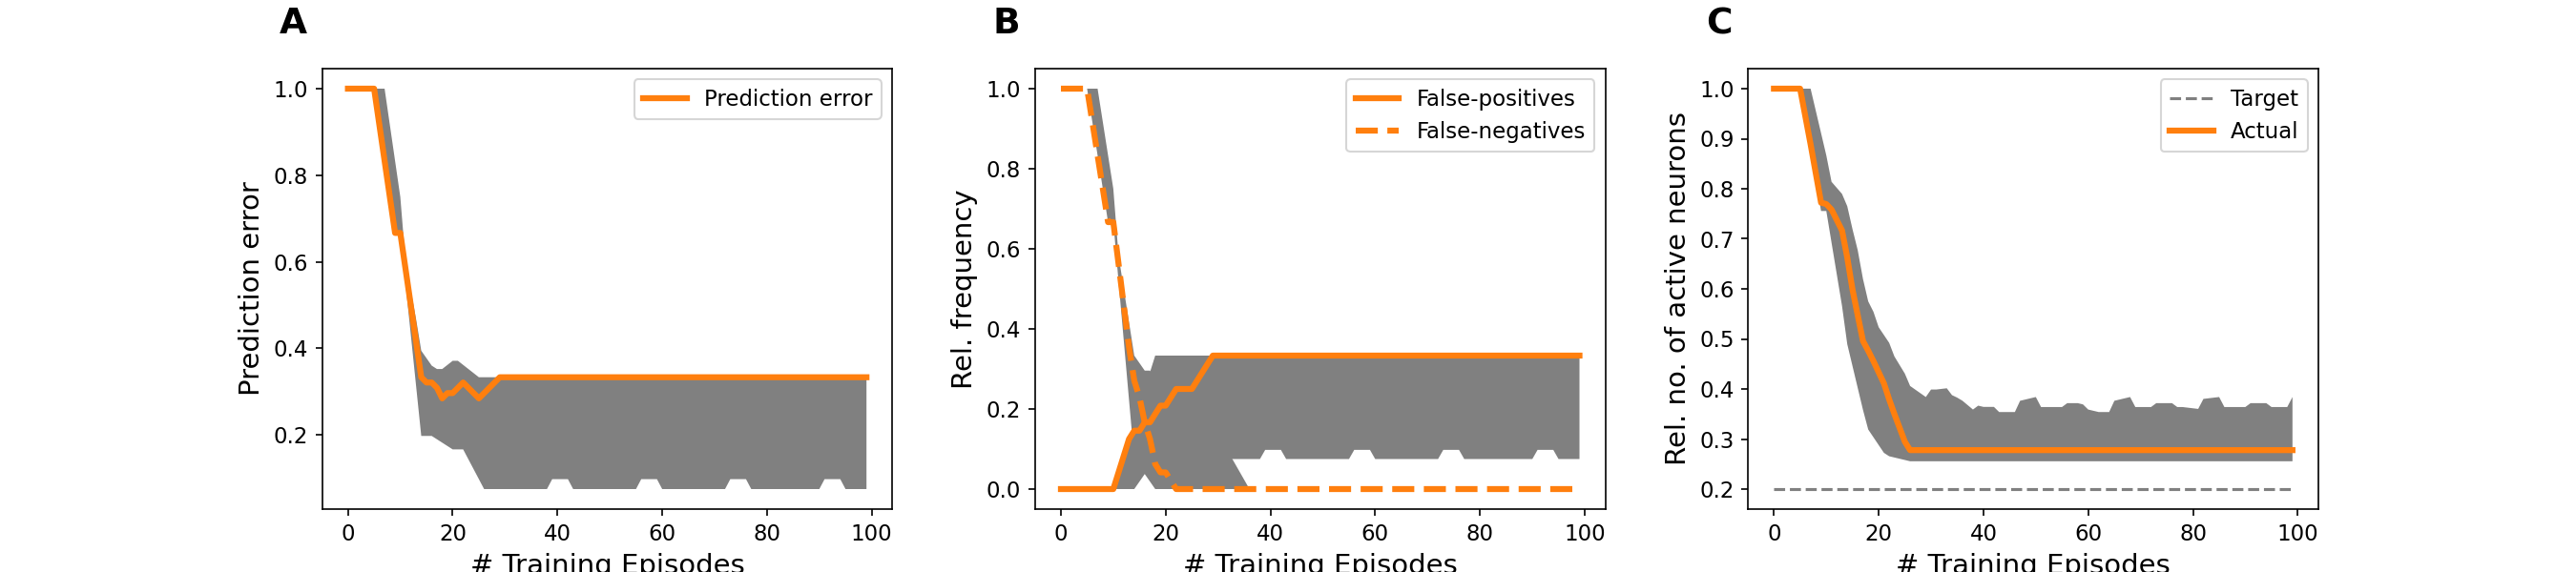 A
B
C
Prediction error
1.0
0.8
0.6
0.4
0.2
Prediction error
0
20
40
60
80
100
# Training Episodes
False-positives
False-negatives
1.0
0.8
0.6
0.4
0.2
0.0
Rel. frequency
0
20
40
60
80
100
# Training Episodes
Target
Actual
1.0
0.9
0.8
0.7
0.6
0.5
0.4
0.3
0.2
Rel. no. of active neurons
0
20
40
60
80
100
# Training Episodes